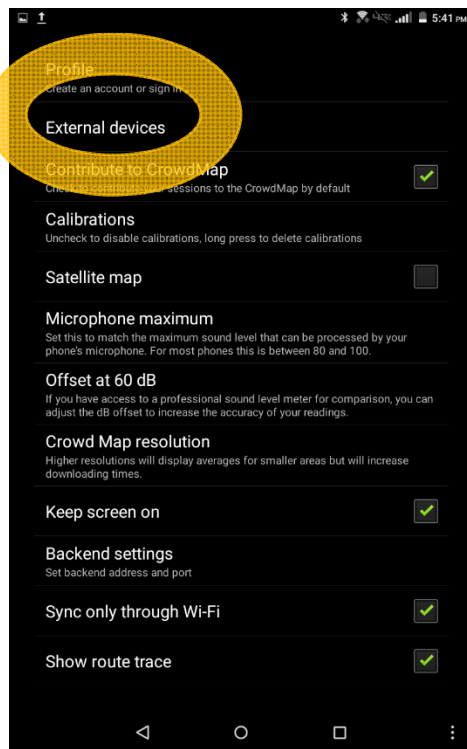 5:41 PM
Profile
Create an account or sign in
External devices
Contribute to CrowdMap
Check to contribute your sessions to the CrowdMap by default
Calibrations
Uncheck to disable calibrations, long press to delete calibrations
Satellite map
Microphone maximum
Set this to match the maximum sound level that can be processed by your
phone's microphone. For most phones this is between 80 and 100.
Offset at 60 dB
If you have access to a professional sound level meter for comparison, you can
adjust the dB offset to increase the accuracy of your readings.
Crowd Map resolution
Higher resolutions will display averages for smaller areas but will increase
downloading times.
Keep screen on
Backend settings
Set backend address and port
Sync only through Wi-Fi
Show route trace